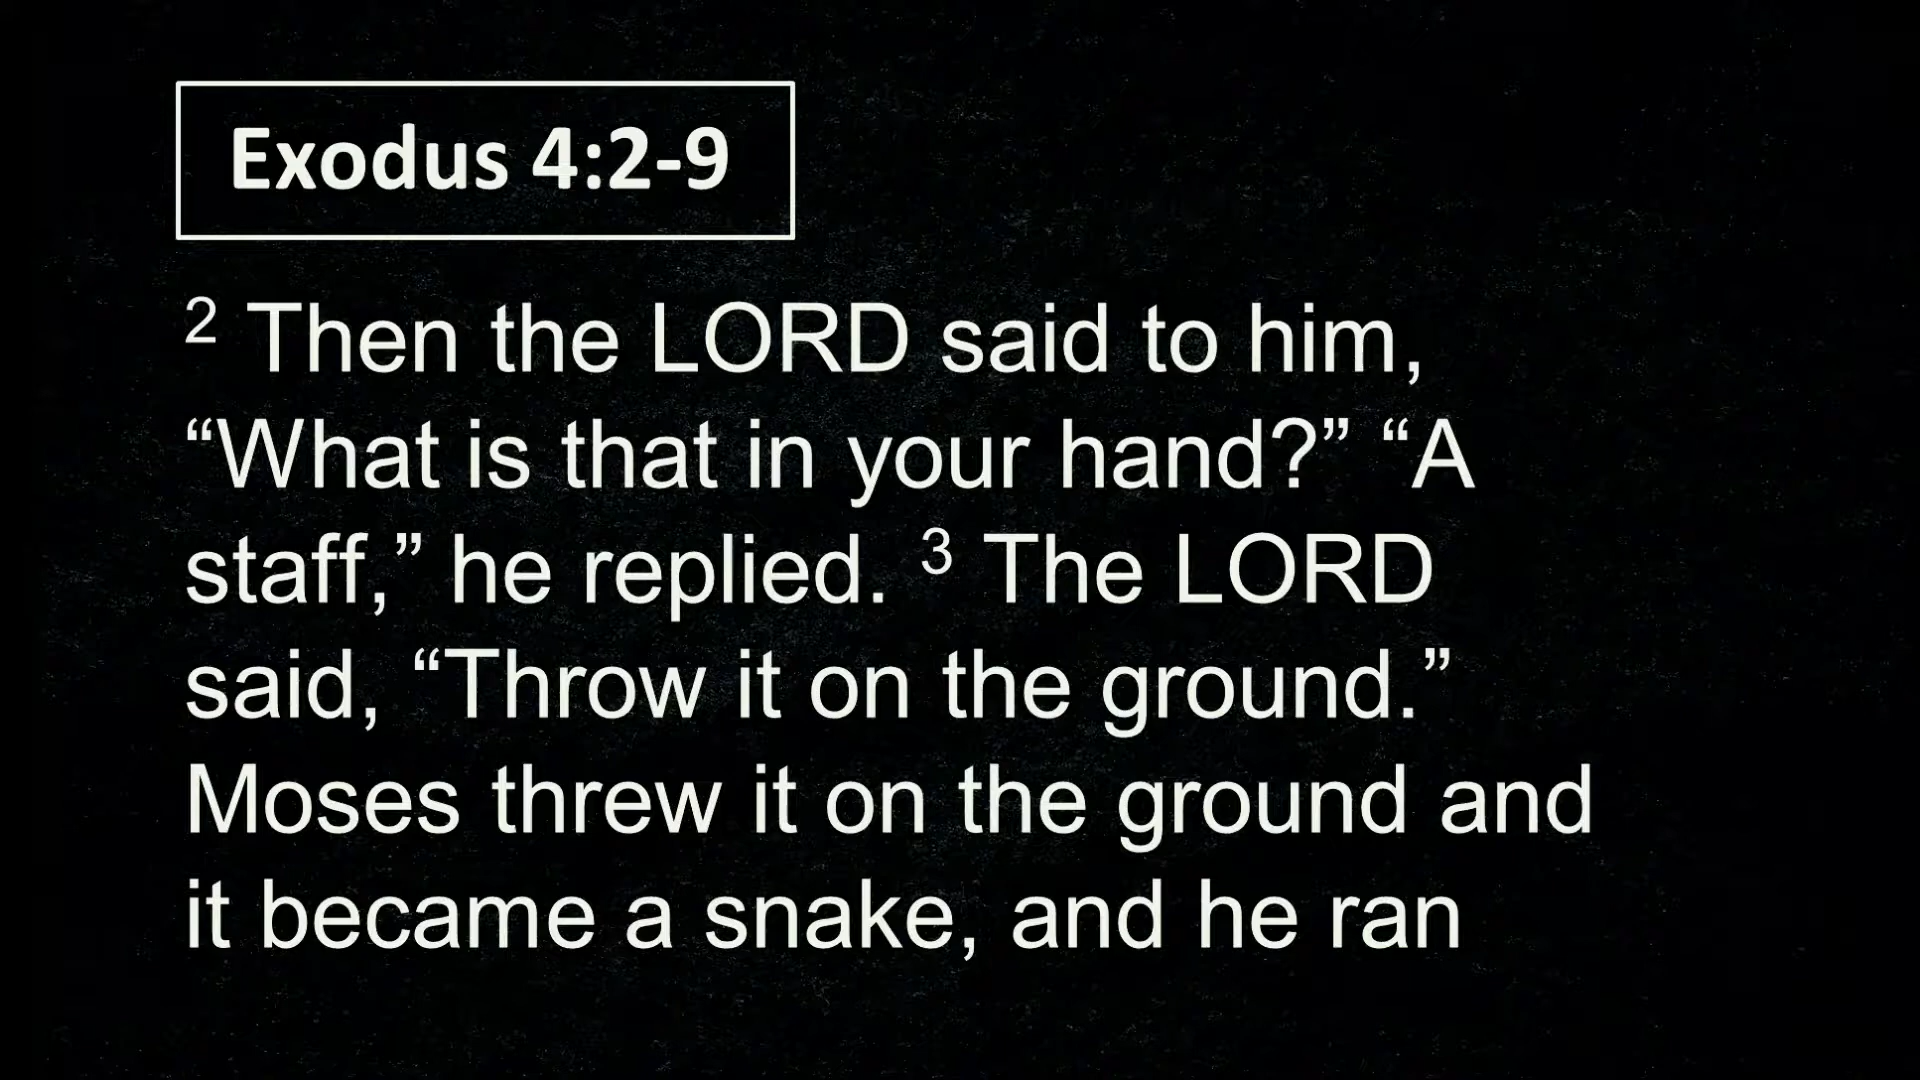 Exodus 4:2-9
2 Then the LORD said to him,
“What is that in your hand?” “A
staff,” he replied. 3 The LORD
said, “Throw it on the ground.”
Moses threw it on the ground and
it became a snake, and he ran